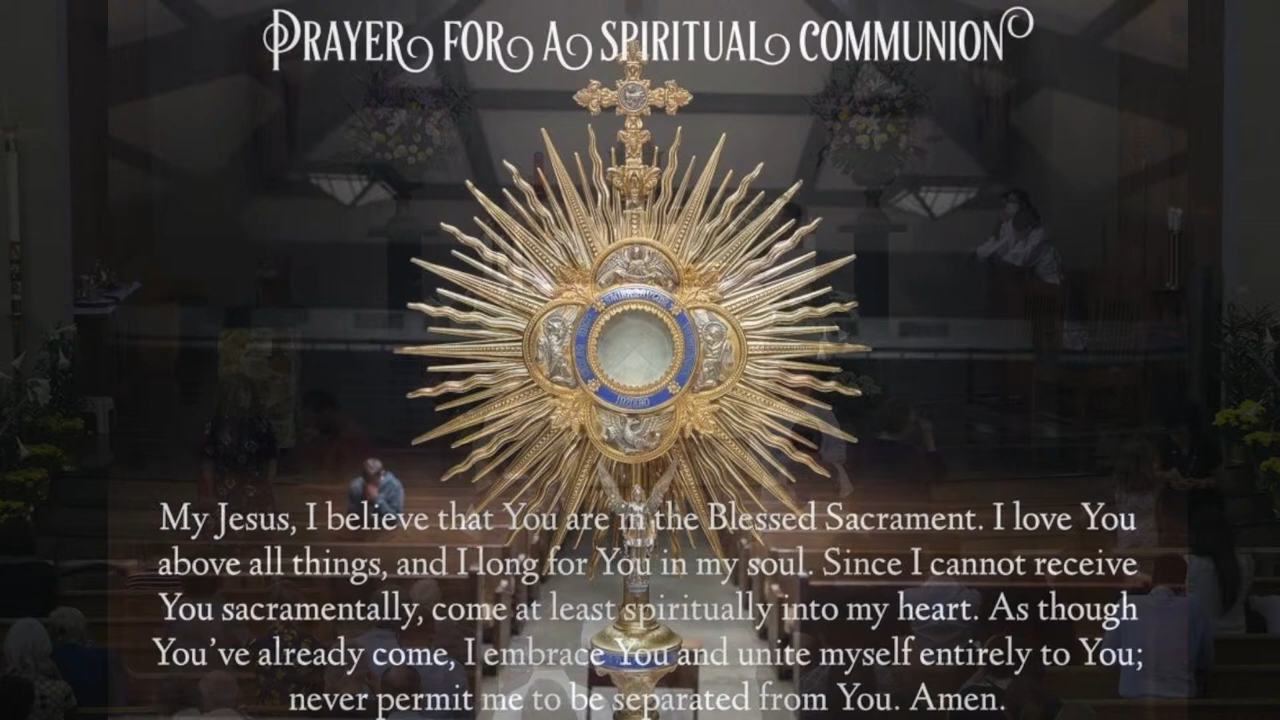 Prayer for a Spiritual Communion
My Jesus, I believe that You are in the Blessed Sacrament. I love You
above all things, and I long for You in my soul. Since I cannot receive
You sacramentally, come at least spiritually into my heart. As though
You've already come, I embrace You and unite myself entirely to You;
never permit me to be separated from You. Amen.